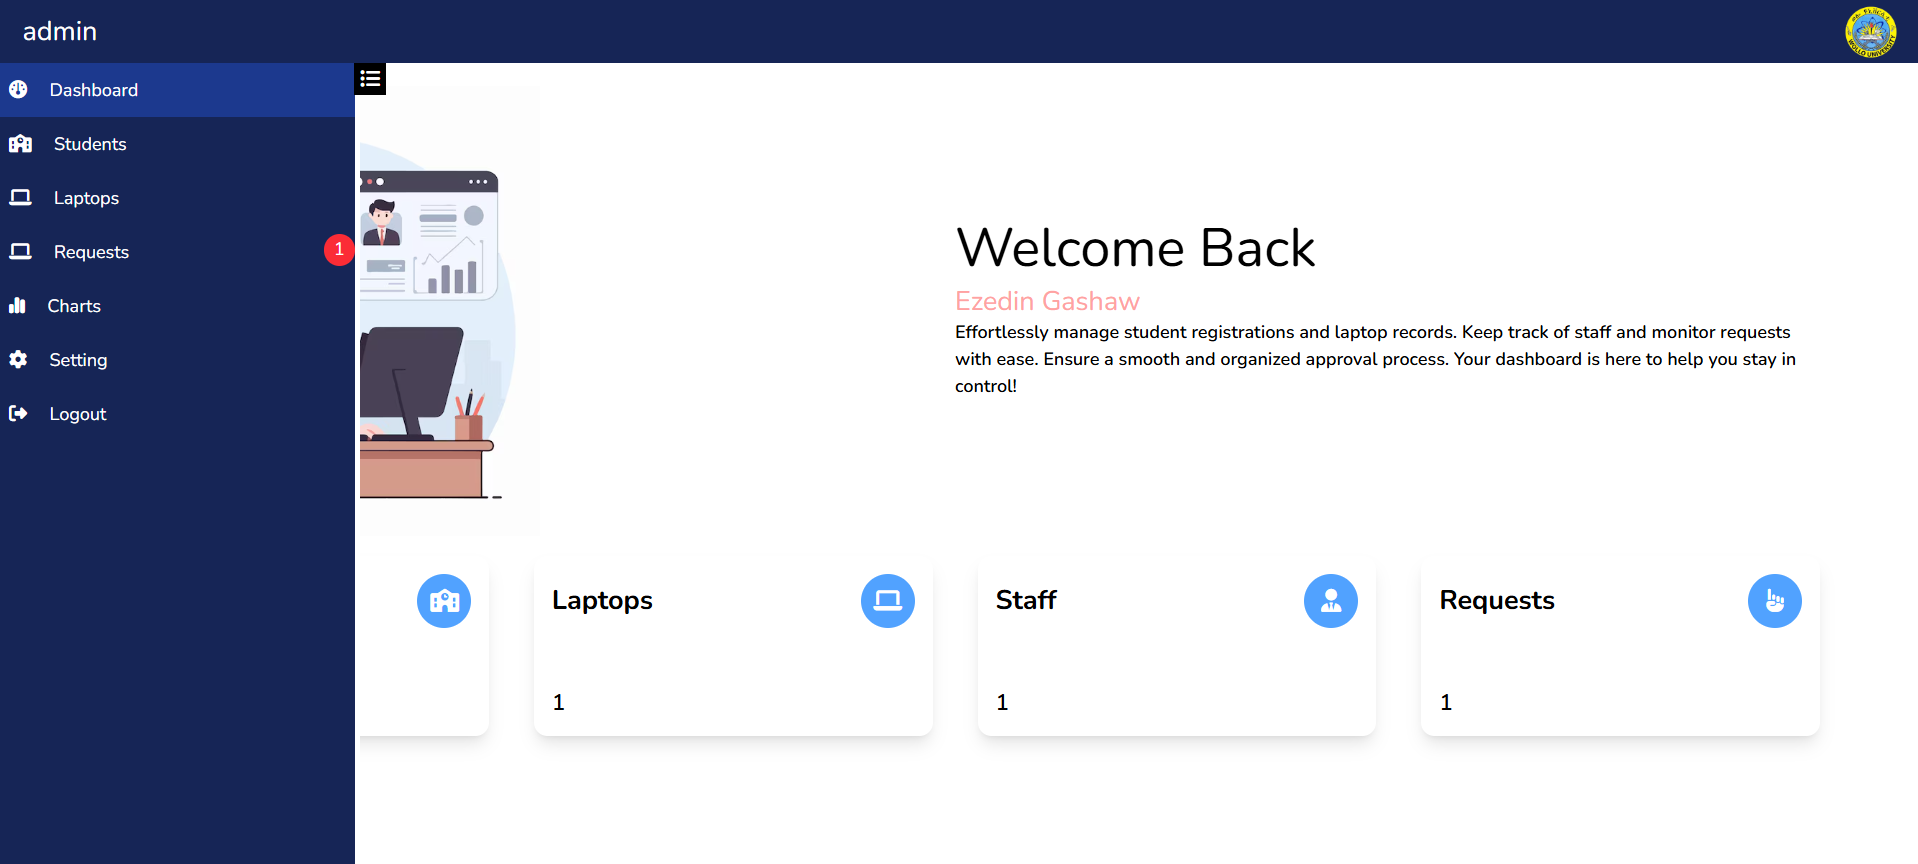 admin
WOLLO UNIVERSITY
Dashboard
Students
Laptops
Requests
1
Charts
Setting
Logout
Welcome Back
Ezedin Gashaw
Effortlessly manage student registrations and laptop records. Keep track of staff and monitor requests
with ease. Ensure a smooth and organized approval process. Your dashboard is here to help you stay in
control!
Laptops
1
Staff
1
Requests
1